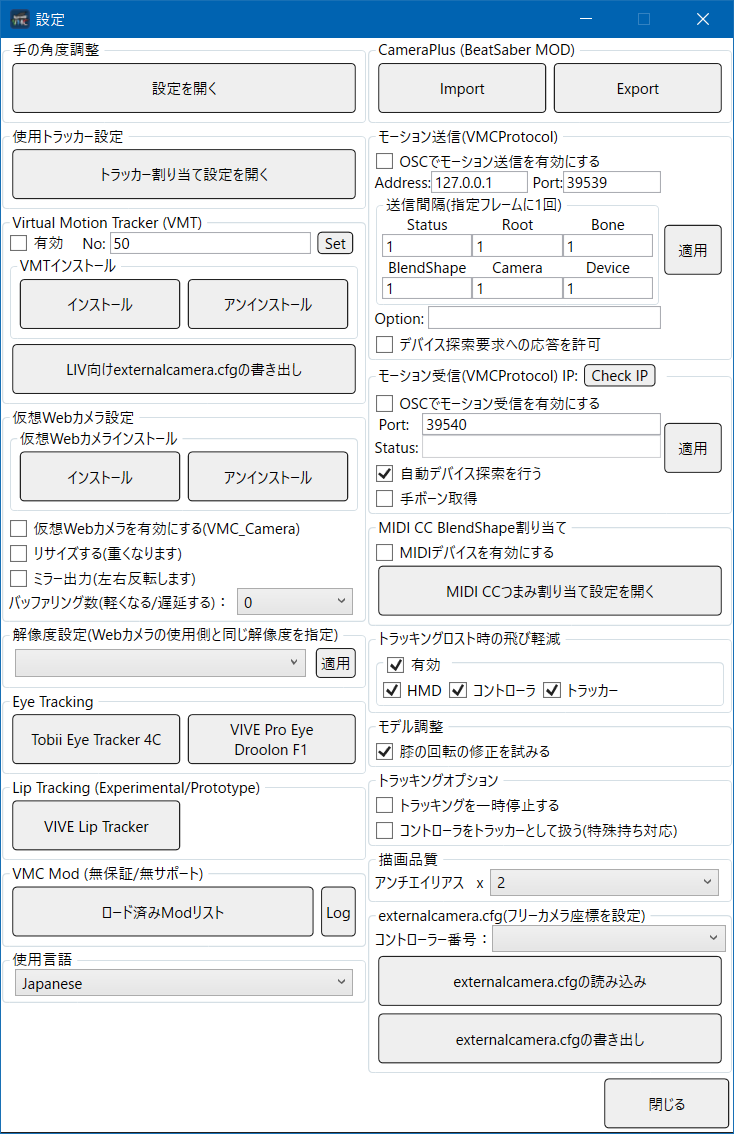 設定
手の角度調整
設定を開く
使用トラッカー設定
トラッカー割り当て設定を開く
Virtual Motion Tracker (VMT)
有効 No: 50 Set
VMTインストール
インストール アンインストール
LIV向けexternalcamera.cfgの書き出し
仮想Webカメラ設定
仮想Webカメラインストール
インストール アンインストール
仮想Webカメラを有効にする(VMC_Camera)
リサイズする(重くなります)
ミラー出力(左右反転します)
バッファリング数(軽くなる/遅延する)： 0
解像度設定(Webカメラの使用側と同じ解像度を指定)
適用
Eye Tracking
Tobii Eye Tracker 4C
VIVE Pro Eye
Droolon F1
Lip Tracking (Experimental/Prototype)
VIVE Lip Tracker
VMC Mod (無保証/無サポート)
ロード済みModリスト Log
使用言語
Japanese
CameraPlus (BeatSaber MOD)
Import Export
モーション送信(VMCProtocol)
OSCでモーション送信を有効にする
Address: 127.0.0.1 Port: 39539
送信間隔(指定フレームに1回)
Status Root Bone
1 1 1
適用
BlendShape Camera Device
1 1 1
Option:
デバイス探索要求への応答を許可
モーション受信(VMCProtocol) IP: Check IP
OSCでモーション受信を有効にする
Port: 39540
Status:
適用
自動デバイス探索を行う
手ボーン取得
MIDI CC BlendShape割り当て
MIDIデバイスを有効にする
MIDI CCつまみ割り当て設定を開く
トラッキングロスト時の飛び軽減
有効
HMD コントローラ トラッカー
モデル調整
膝の回転の修正を試みる
トラッキングオプション
トラッキングを一時停止する
コントローラをトラッカーとして扱う(特殊持ち対応)
描画品質
アンチエイリアス x 2
externalcamera.cfg(フリーカメラ座標を設定)
コントローラー番号：
externalcamera.cfgの読み込み
externalcamera.cfgの書き出し
閉じる